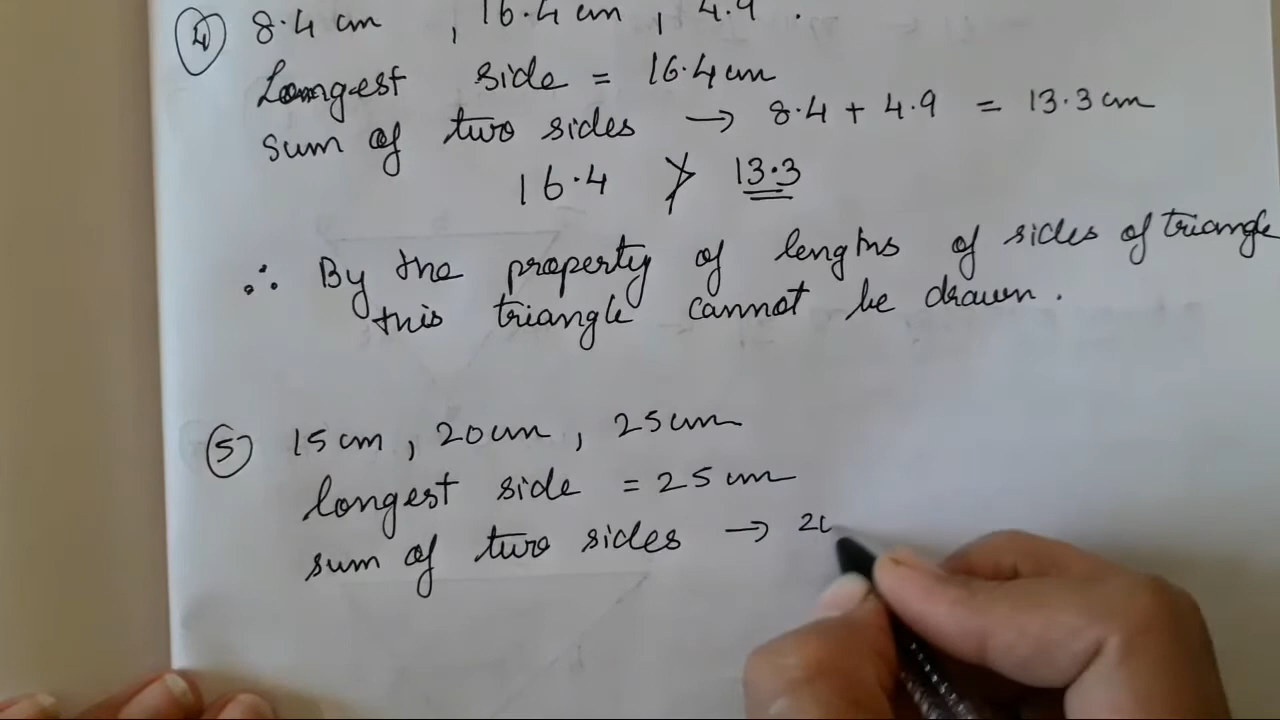 ④ 8.4 cm , 16.4 cm , 4.9 .
Longest side = 16.4 cm
sum of two sides → 8.4 + 4.9 = 13.3 cm
16.4 ≯ 13.3
∴ By the property of lengths of sides of triangle
this triangle cannot be drawn.
⑤ 15 cm , 20 cm , 25 cm
longest side = 25 cm
sum of two sides → 20